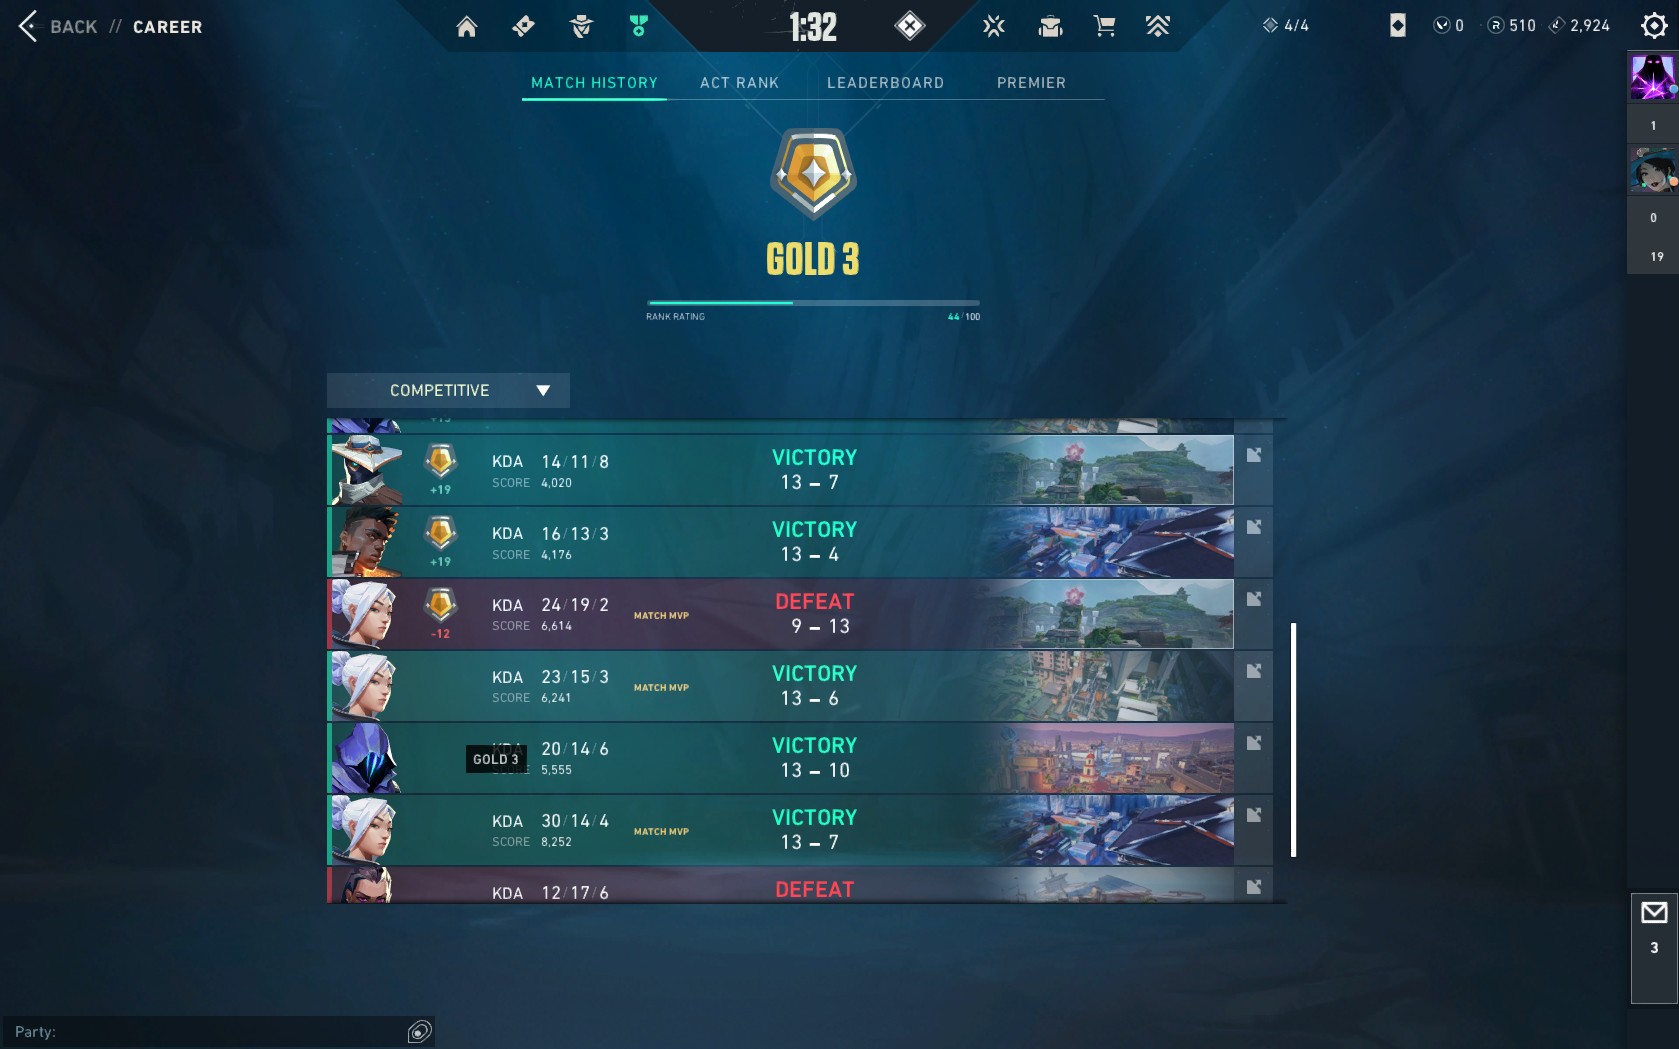 BACK // CAREER
1:32
4/4
0
510
2,924
MATCH HISTORY
ACT RANK
LEADERBOARD
PREMIER
1
0
19
GOLD 3
RANK RATING
44/100
COMPETITIVE
KDA 14/11/8
VICTORY
+19
SCORE 4,020
13 – 7
KDA 16/13/3
VICTORY
+19
SCORE 4,176
13 – 4
KDA 24/19/2
DEFEAT
-12
SCORE 6,614
MATCH MVP
9 – 13
KDA 23/15/3
VICTORY
SCORE 6,241
MATCH MVP
13 – 6
KDA 20/14/6
VICTORY
GOLD 3
SCORE 5,555
13 – 10
KDA 30/14/4
VICTORY
SCORE 8,252
MATCH MVP
13 – 7
KDA 12/17/6
DEFEAT
3
Party: